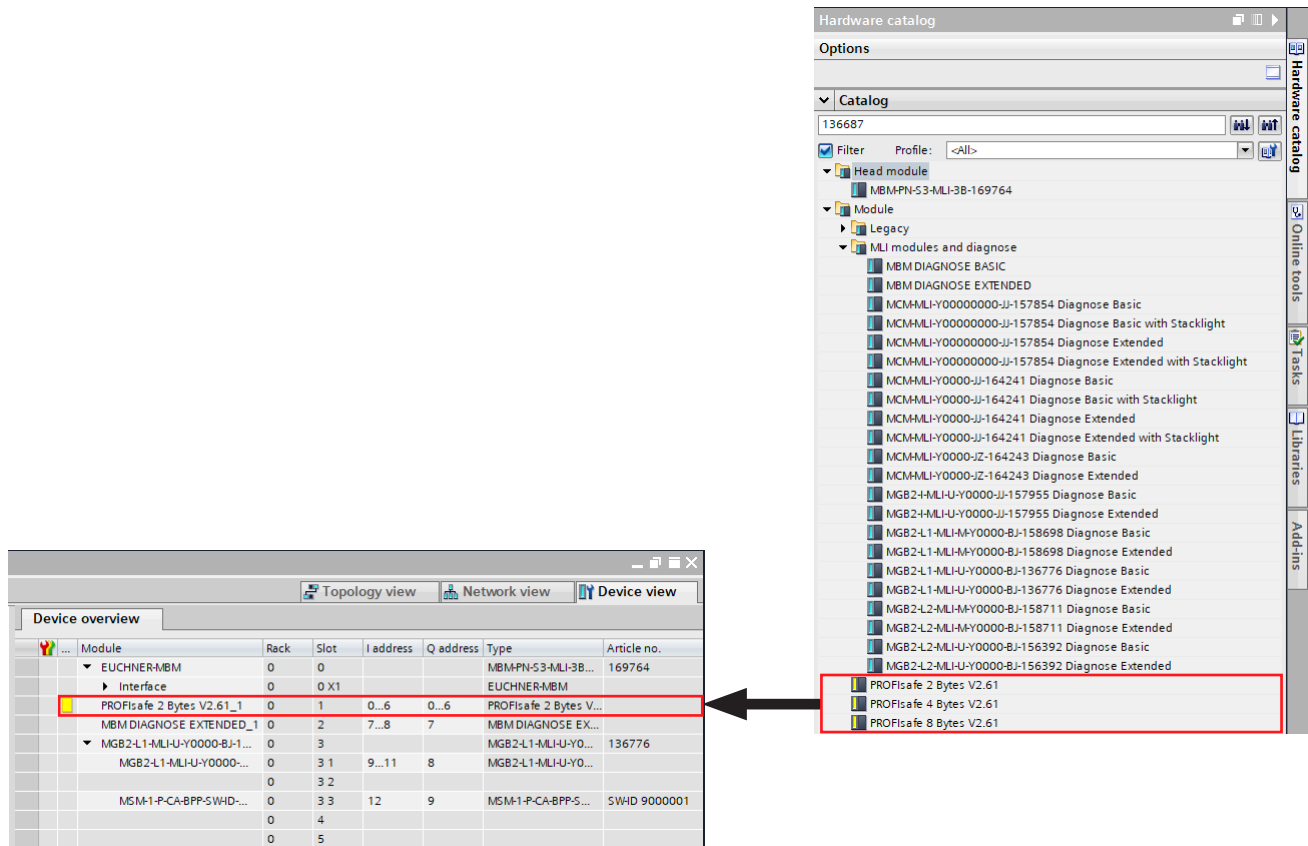 Hardware catalog
Options
Catalog
136687
Filter Profile: <All>
Head module
MBM-PN-S3-MLI-3B-169764
Module
Legacy
MLI modules and diagnose
MBM DIAGNOSE BASIC
MBM DIAGNOSE EXTENDED
MCM-MLI-Y00000000-JJ-157854 Diagnose Basic
MCM-MLI-Y00000000-JJ-157854 Diagnose Basic with Stacklight
MCM-MLI-Y00000000-JJ-157854 Diagnose Extended
MCM-MLI-Y00000000-JJ-157854 Diagnose Extended with Stacklight
MCM-MLI-Y0000-JJ-164241 Diagnose Basic
MCM-MLI-Y0000-JJ-164241 Diagnose Basic with Stacklight
MCM-MLI-Y0000-JJ-164241 Diagnose Extended
MCM-MLI-Y0000-JJ-164241 Diagnose Extended with Stacklight
MCM-MLI-Y0000-JZ-164243 Diagnose Basic
MCM-MLI-Y0000-JZ-164243 Diagnose Extended
MGB2-I-MLI-U-Y0000-JJ-157955 Diagnose Basic
MGB2-I-MLI-U-Y0000-JJ-157955 Diagnose Extended
MGB2-L1-MLI-M-Y0000-BJ-158698 Diagnose Basic
MGB2-L1-MLI-M-Y0000-BJ-158698 Diagnose Extended
MGB2-L1-MLI-U-Y0000-BJ-136776 Diagnose Basic
MGB2-L1-MLI-U-Y0000-BJ-136776 Diagnose Extended
MGB2-L2-MLI-M-Y0000-BJ-158711 Diagnose Basic
MGB2-L2-MLI-M-Y0000-BJ-158711 Diagnose Extended
MGB2-L2-MLI-U-Y0000-BJ-156392 Diagnose Basic
MGB2-L2-MLI-U-Y0000-BJ-156392 Diagnose Extended
PROFIsafe 2 Bytes V2.61
PROFIsafe 4 Bytes V2.61
PROFIsafe 8 Bytes V2.61
Hardware catalog
Online tools
Tasks
Libraries
Add-ins
Topology view Network view Device view
Device overview
... Module Rack Slot I address Q address Type Article no.
EUCHNER-MBM 0 0 MBM-PN-S3-MLI-3B... 169764
Interface 0 0 X1 EUCHNER-MBM
PROFIsafe 2 Bytes V2.61_1 0 1 0...6 0...6 PROFIsafe 2 Bytes V...
MBM DIAGNOSE EXTENDED_1 0 2 7...8 7 MBM DIAGNOSE EX...
MGB2-L1-MLI-U-Y0000-BJ-1... 0 3 MGB2-L1-MLI-U-Y0... 136776
MGB2-L1-MLI-U-Y0000-... 0 3 1 9...11 8 MGB2-L1-MLI-U-Y0...
0 3 2
MSM-1-P-CA-BPP-SW-ID-... 0 3 3 12 9 MSM-1-P-CA-BPP-S... SW-ID 9000001
0 4
0 5